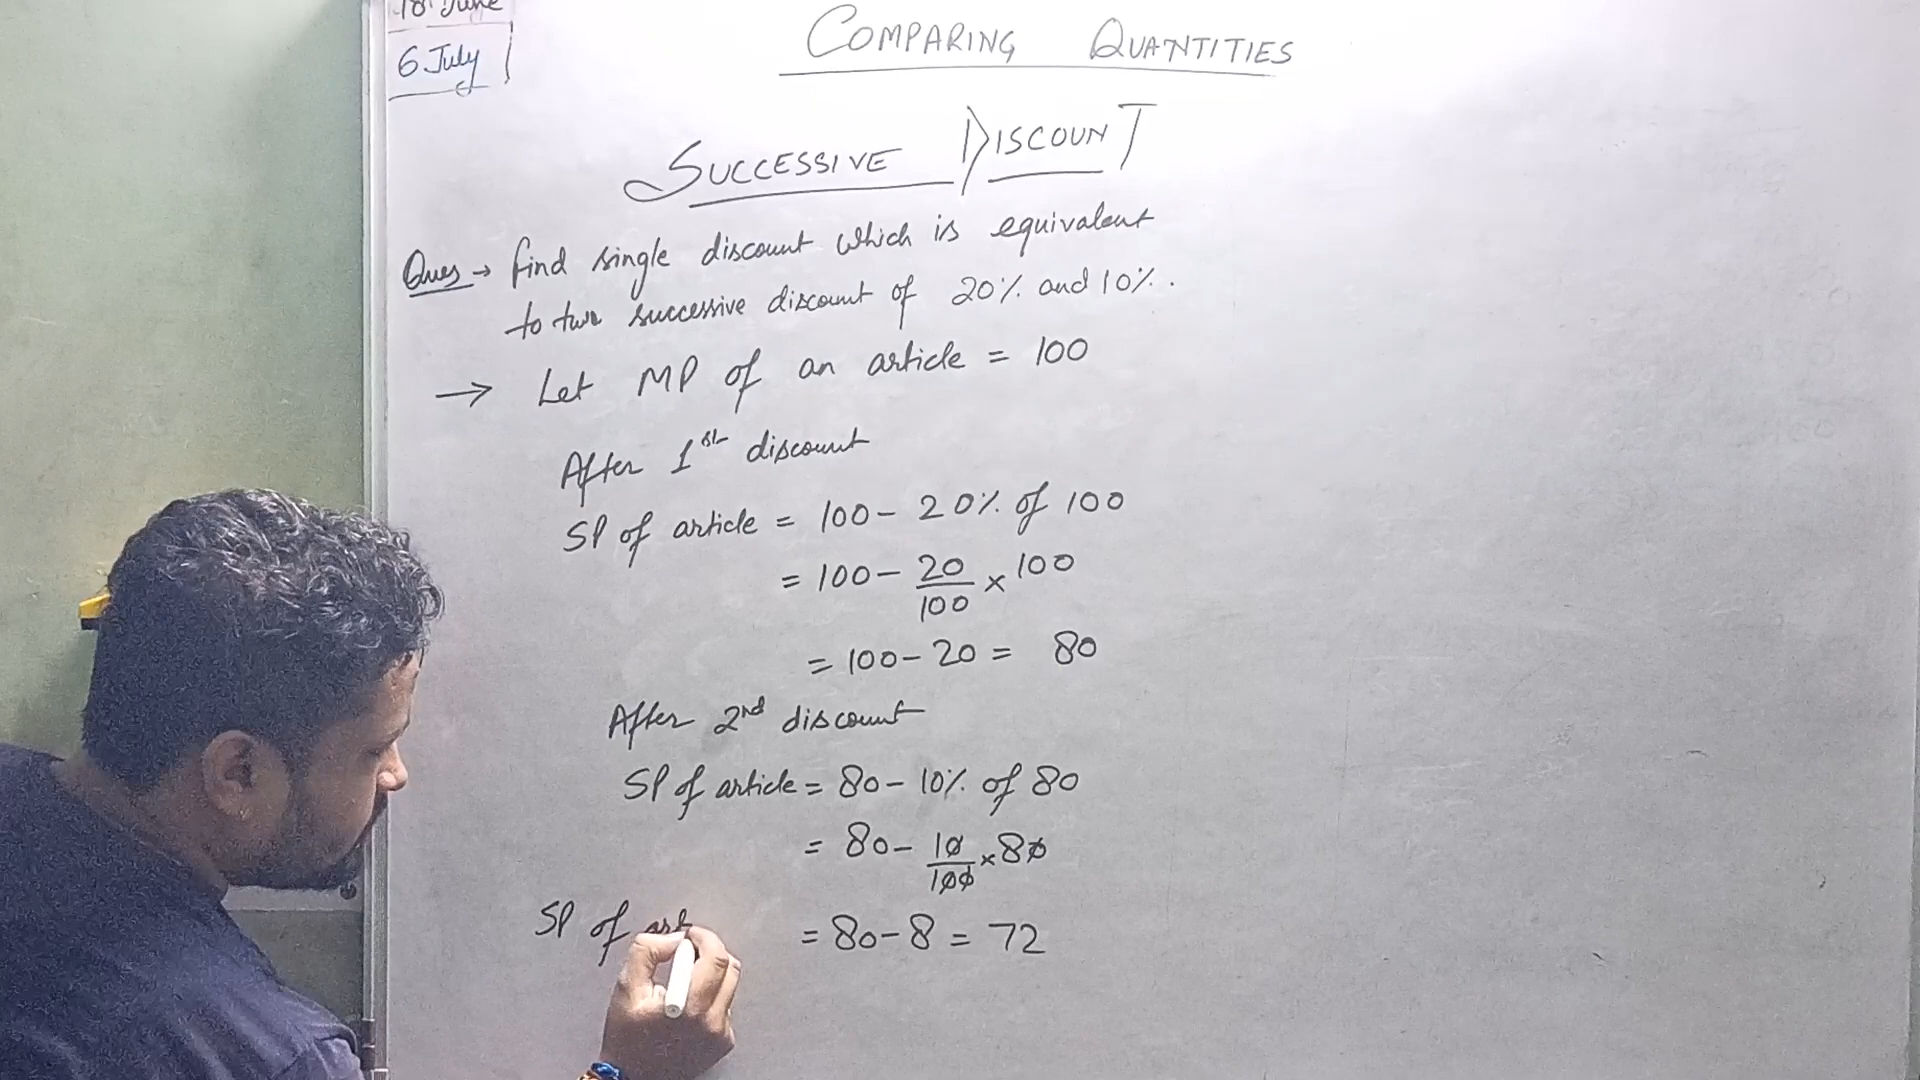 18 June
6 July
COMPARING QUANTITIES
SUCCESSIVE DISCOUNT
Ques → find single discount which is equivalent
to two successive discount of 20% and 10%.
→ Let MP of an article = 100
After 1st discount
SP of article = 100 - 20% of 100
= 100 - 20/100 × 100
= 100 - 20 = 80
After 2nd discount
SP of article = 80 - 10% of 80
= 80 - 10/100 × 80
SP of art = 80 - 8 = 72